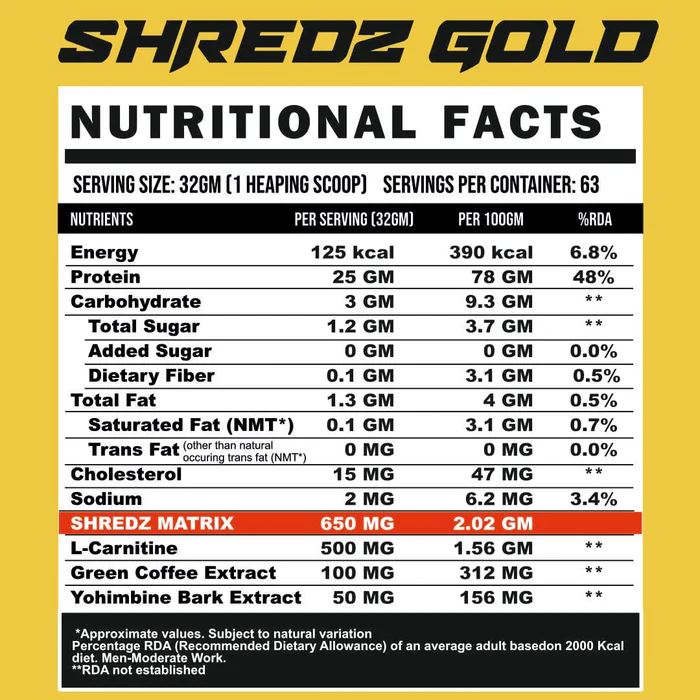 SHREDZ GOLD
NUTRITIONAL FACTS
SERVING SIZE: 32GM (1 HEAPING SCOOP) SERVINGS PER CONTAINER: 63
NUTRIENTS PER SERVING (32GM) PER 100GM %RDA
Energy 125 kcal 390 kcal 6.8%
Protein 25 GM 78 GM 48%
Carbohydrate 3 GM 9.3 GM **
Total Sugar 1.2 GM 3.7 GM **
Added Sugar 0 GM 0 GM 0.0%
Dietary Fiber 0.1 GM 3.1 GM 0.5%
Total Fat 1.3 GM 4 GM 0.5%
Saturated Fat (NMT*) 0.1 GM 3.1 GM 0.7%
Trans Fat (other than natural occuring trans fat (NMT*) 0 MG 0 MG 0.0%
Cholesterol 15 MG 47 MG **
Sodium 2 MG 6.2 MG 3.4%
SHREDZ MATRIX 650 MG 2.02 GM
L-Carnitine 500 MG 1.56 GM **
Green Coffee Extract 100 MG 312 MG **
Yohimbine Bark Extract 50 MG 156 MG **
*Approximate values. Subject to natural variation
Percentage RDA (Recommended Dietary Allowance) of an average adult basedon 2000 Kcal
diet. Men-Moderate Work.
**RDA not established